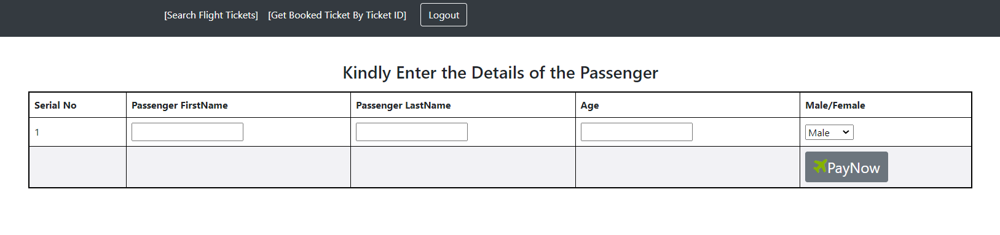 [Search Flight Tickets] [Get Booked Ticket By Ticket ID] Logout
Kindly Enter the Details of the Passenger
Serial No Passenger FirstName Passenger LastName Age Male/Female
1 Male
PayNow